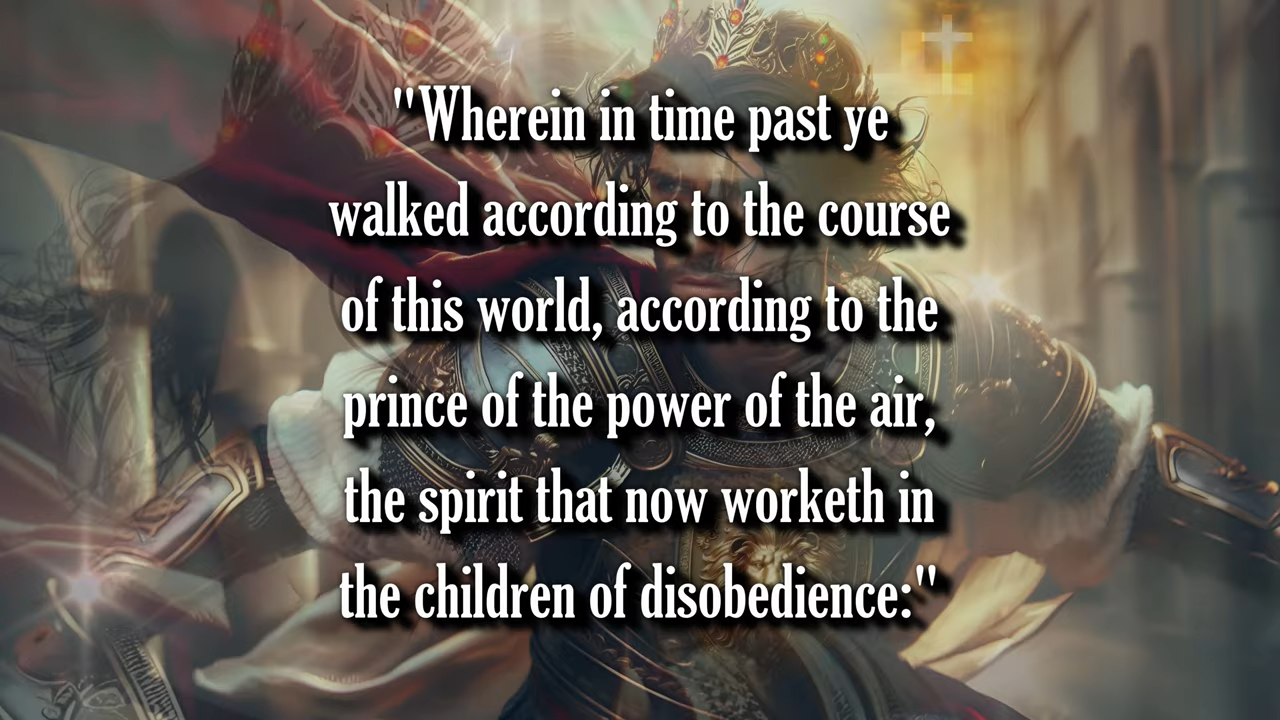 "Wherein in time past ye
walked according to the course
of this world, according to the
prince of the power of the air,
the spirit that now worketh in
the children of disobedience:"